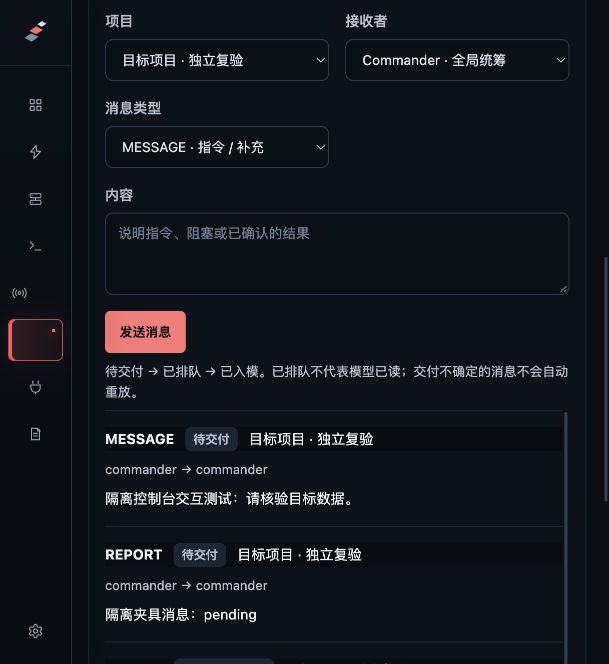 项目
接收者
目标项目 · 独立复验
Commander · 全局统筹
消息类型
MESSAGE · 指令 / 补充
内容
说明指令、阻塞或已确认的结果
发送消息
待交付 → 已排队 → 已入模。已排队不代表模型已读；交付不确定的消息不会自动
重放。
MESSAGE 待交付 目标项目 · 独立复验
commander → commander
隔离控制台交互测试：请核验目标数据。
REPORT 待交付 目标项目 · 独立复验
commander → commander
隔离夹具消息：pending